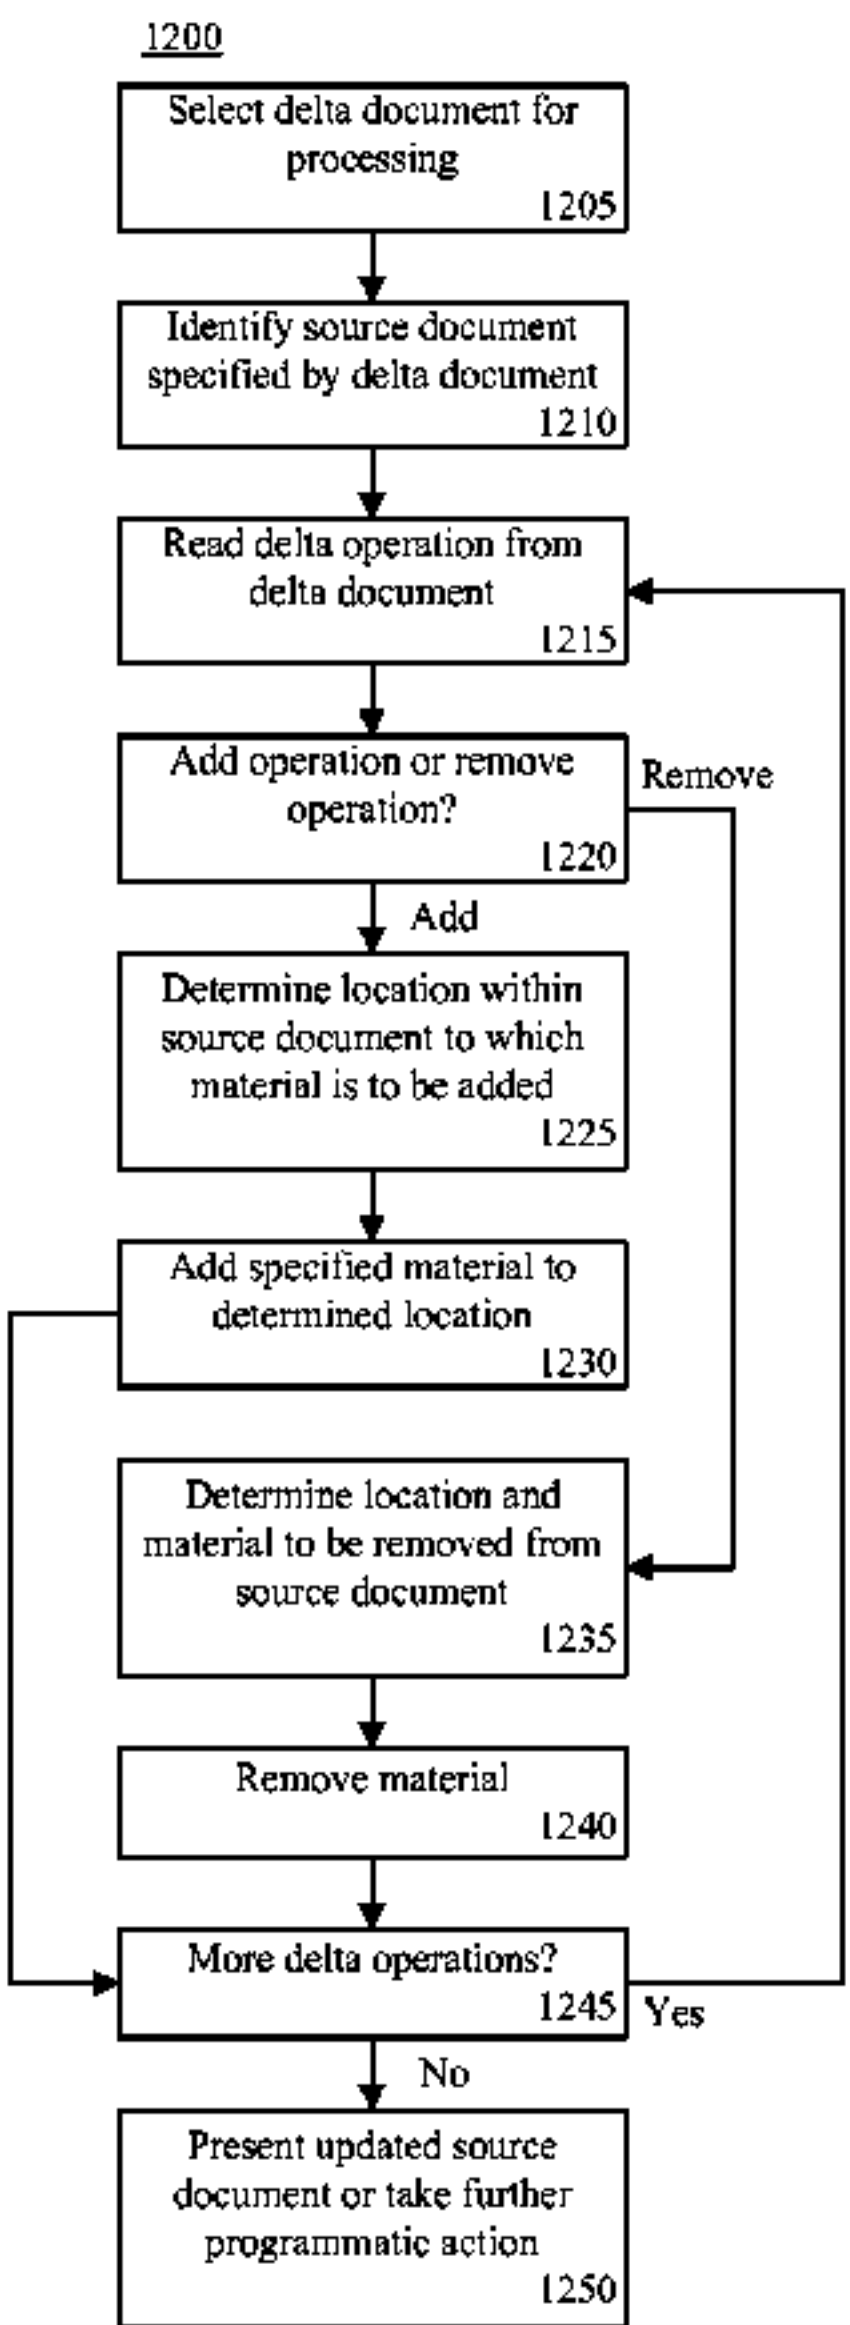 1200
Select delta document for
processing
1205
Identify source document
specified by delta document
1210
Read delta operation from
delta document
1215
Add operation or remove
operation?
1220
Remove
Add
Determine location within
source document to which
material is to be added
1225
Add specified material to
determined location
1230
Determine location and
material to be removed from
source document
1235
Remove material
1240
More delta operations?
1245
Yes
No
Present updated source
document or take further
programmatic action
1250